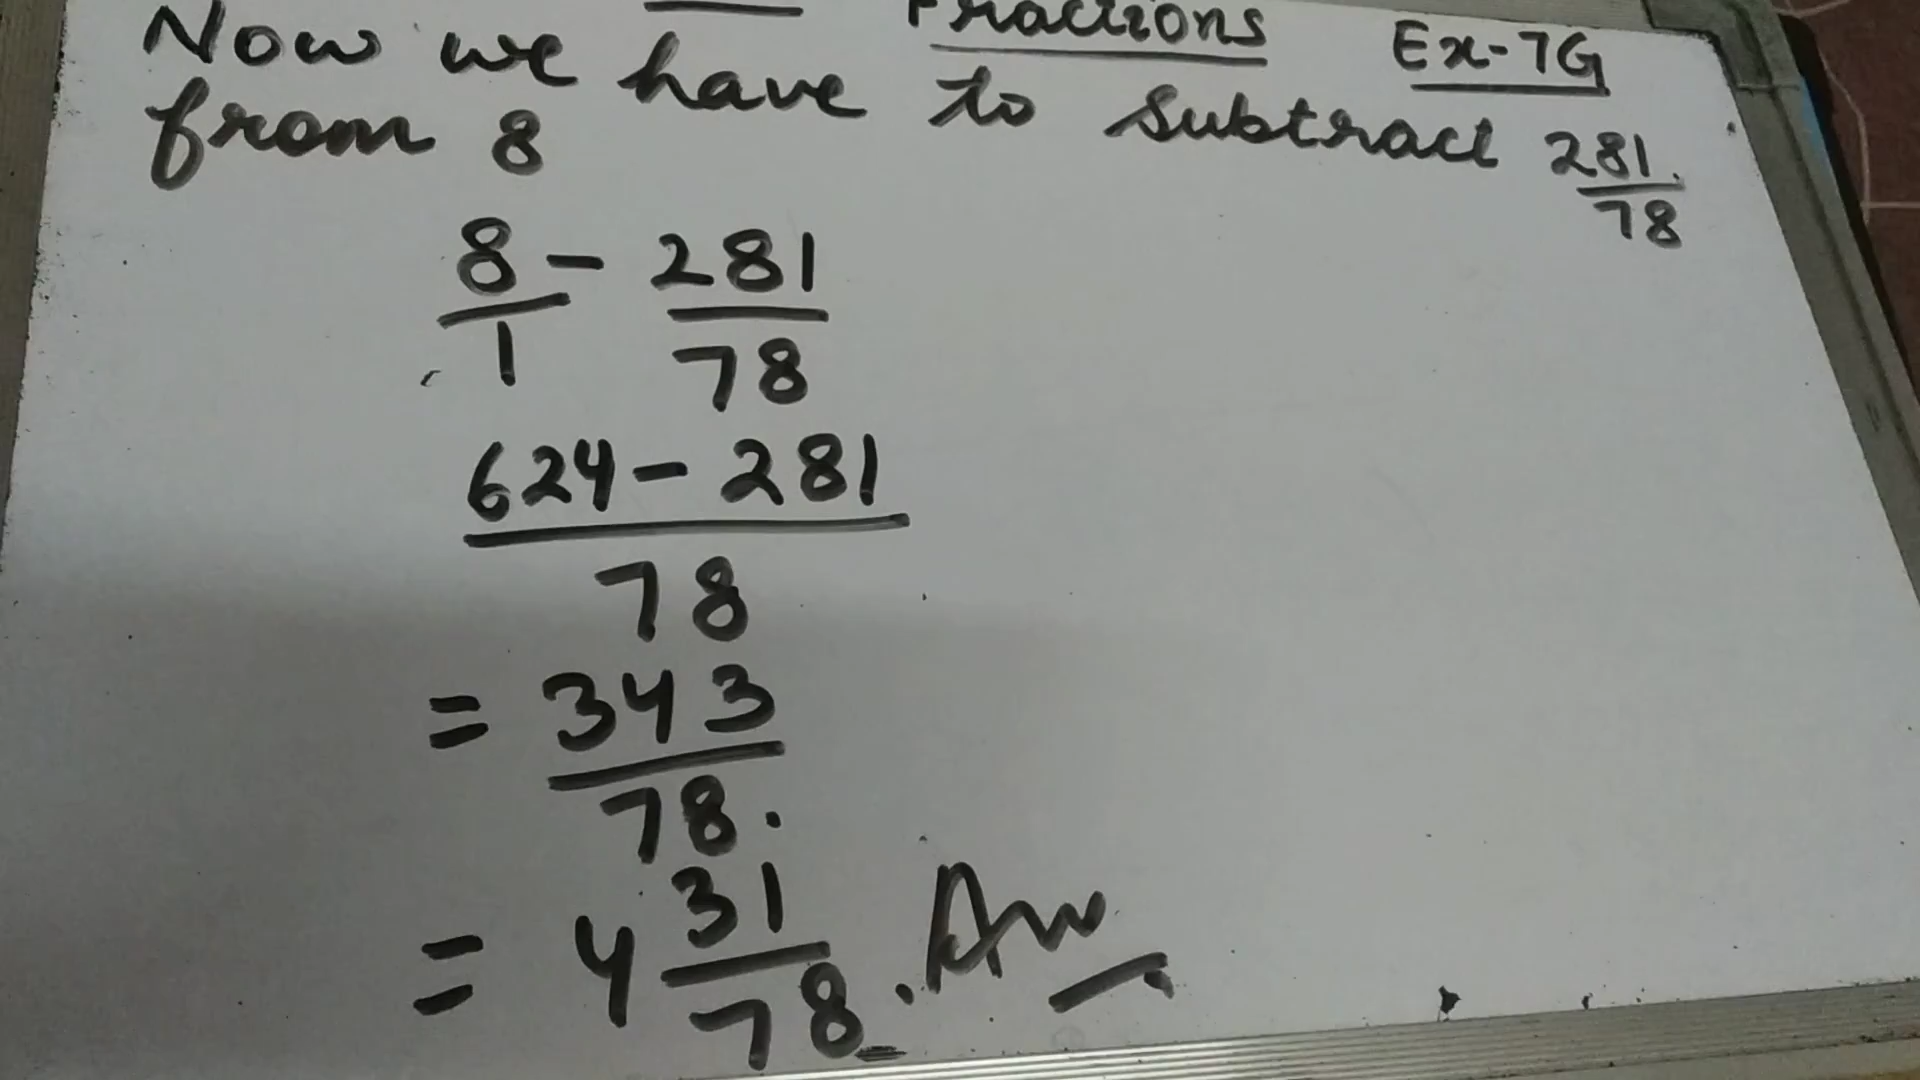 Fractions Ex-7G
Now we have to subtract 281/78
from 8
8/1 - 281/78
624 - 281
78
= 343/78.
= 4 31/78. Ans